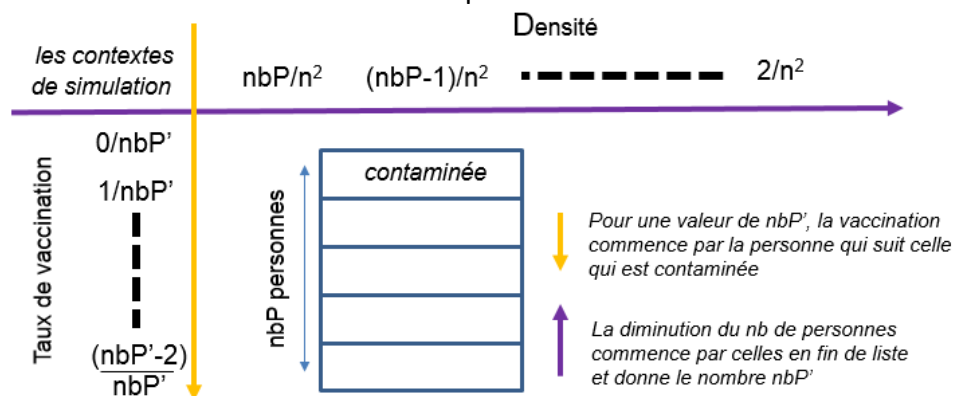 Densité
les contextes
de simulation
nbP/n²
(nbP-1)/n²
2/n²
0/nbP’
1/nbP’
(nbP’-2)
nbP’
Taux de vaccination
nbP personnes
contaminée
Pour une valeur de nbP’, la vaccination
commence par la personne qui suit celle
qui est contaminée
La diminution du nb de personnes
commence par celles en fin de liste
et donne le nombre nbP’